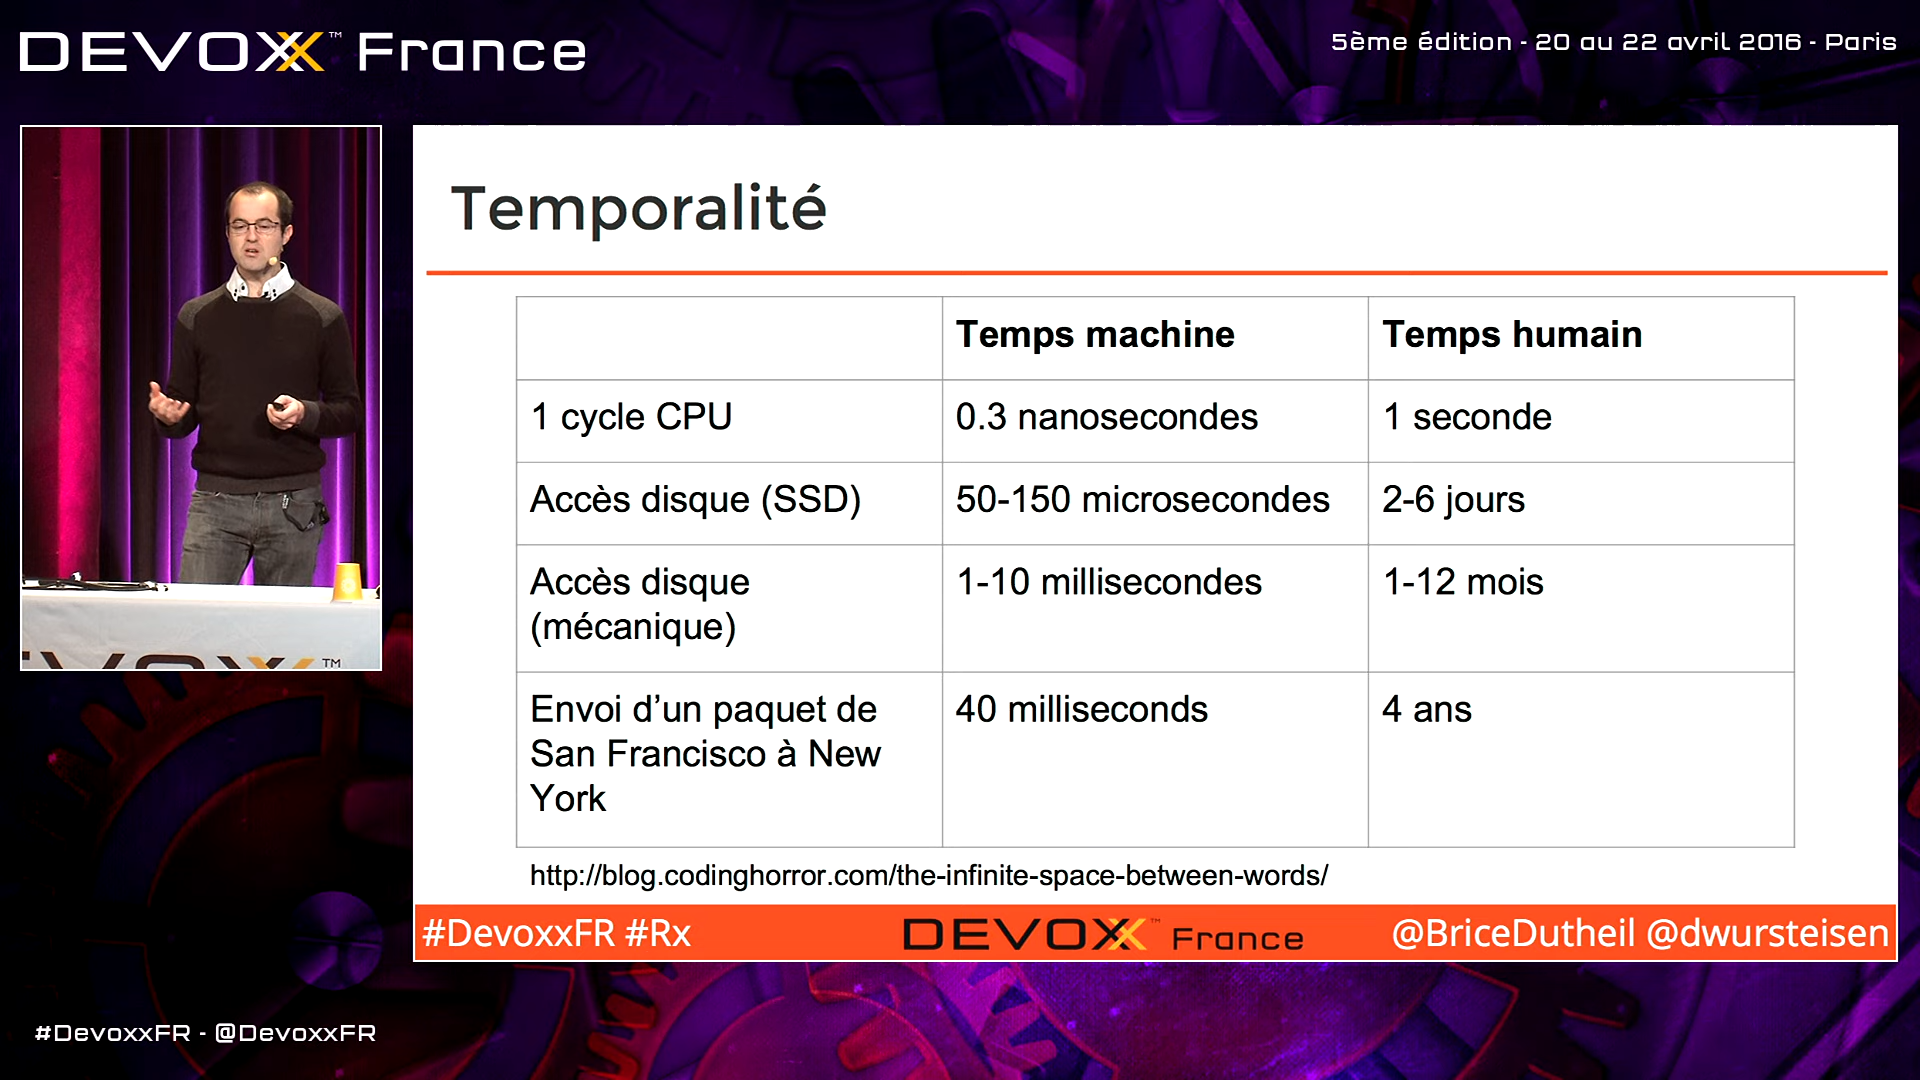 DEVOXX™ France
5ème édition - 20 au 22 avril 2016 - Paris
Temporalité
Temps machine
Temps humain
1 cycle CPU
0.3 nanosecondes
1 seconde
Accès disque (SSD)
50-150 microsecondes
2-6 jours
Accès disque
(mécanique)
1-10 millisecondes
1-12 mois
Envoi d’un paquet de
San Francisco à New
York
40 milliseconds
4 ans
http://blog.codinghorror.com/the-infinite-space-between-words/
#DevoxxFR #Rx
DEVOXX™ France
@BriceDutheil @dwursteisen
EVOXX™
#DevoxxFR - @DevoxxFR